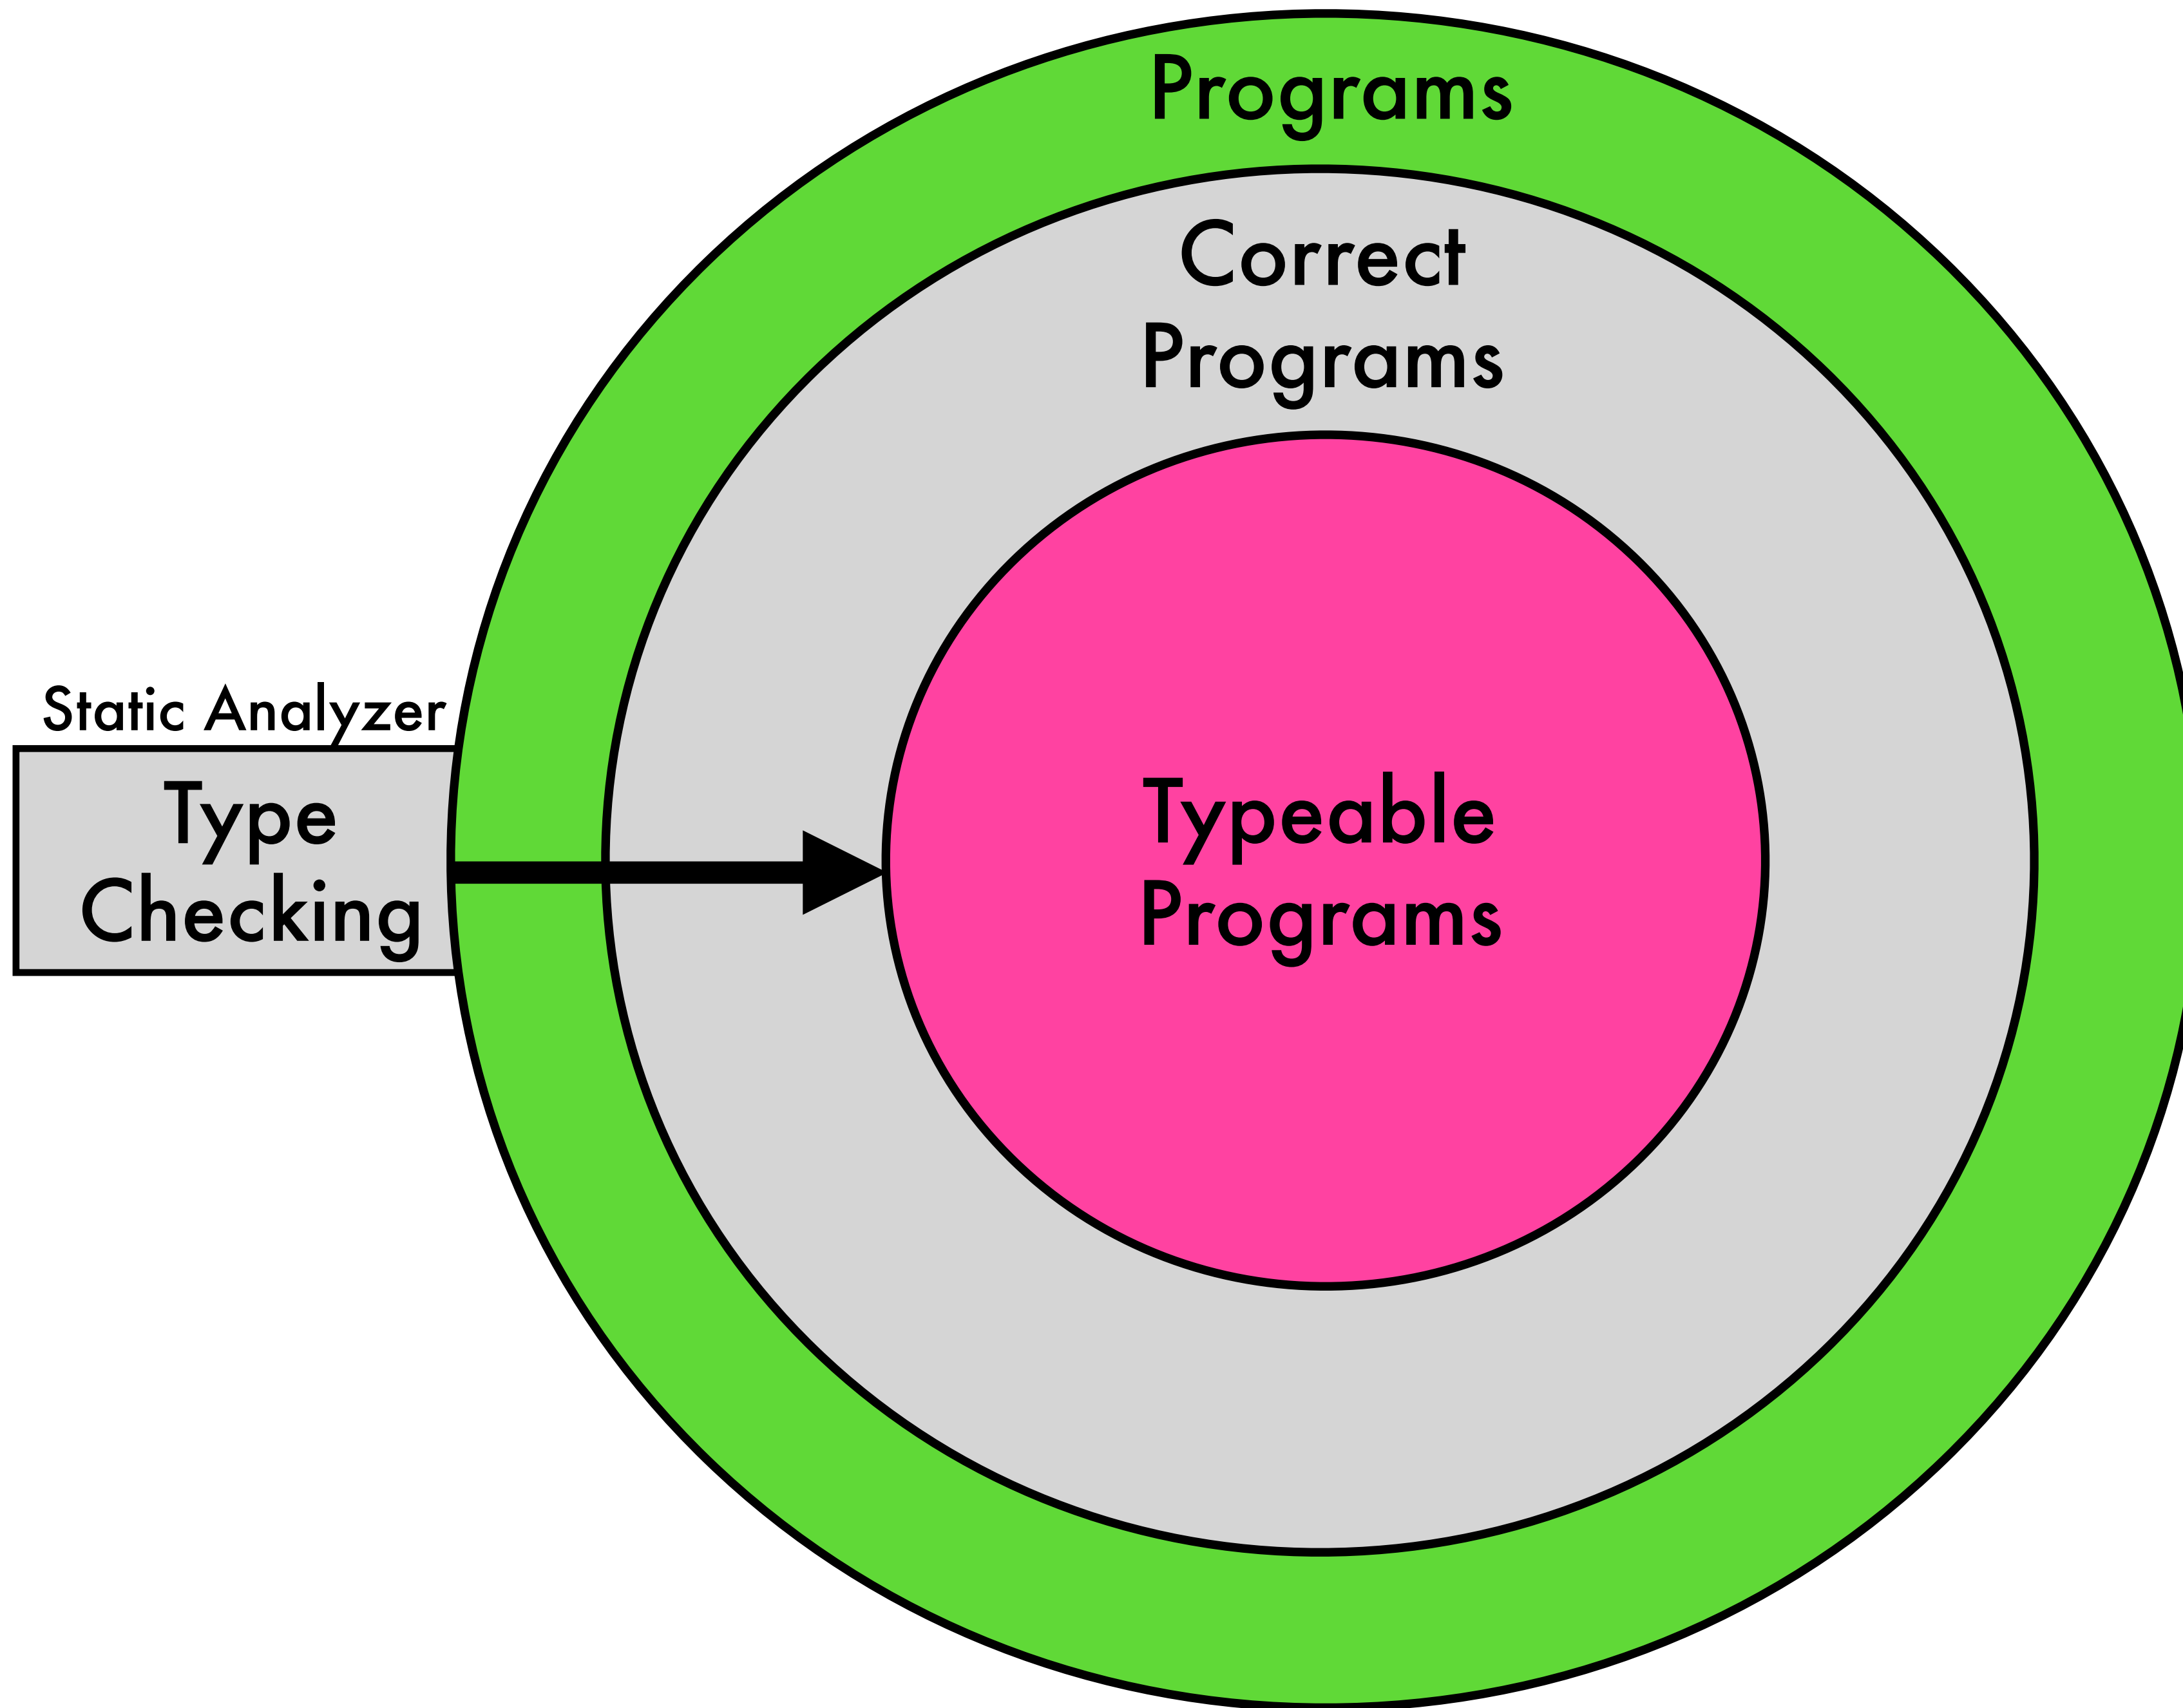 Programs
Correct
Programs
Static Analyzer
Type
Checking
Typeable
Programs